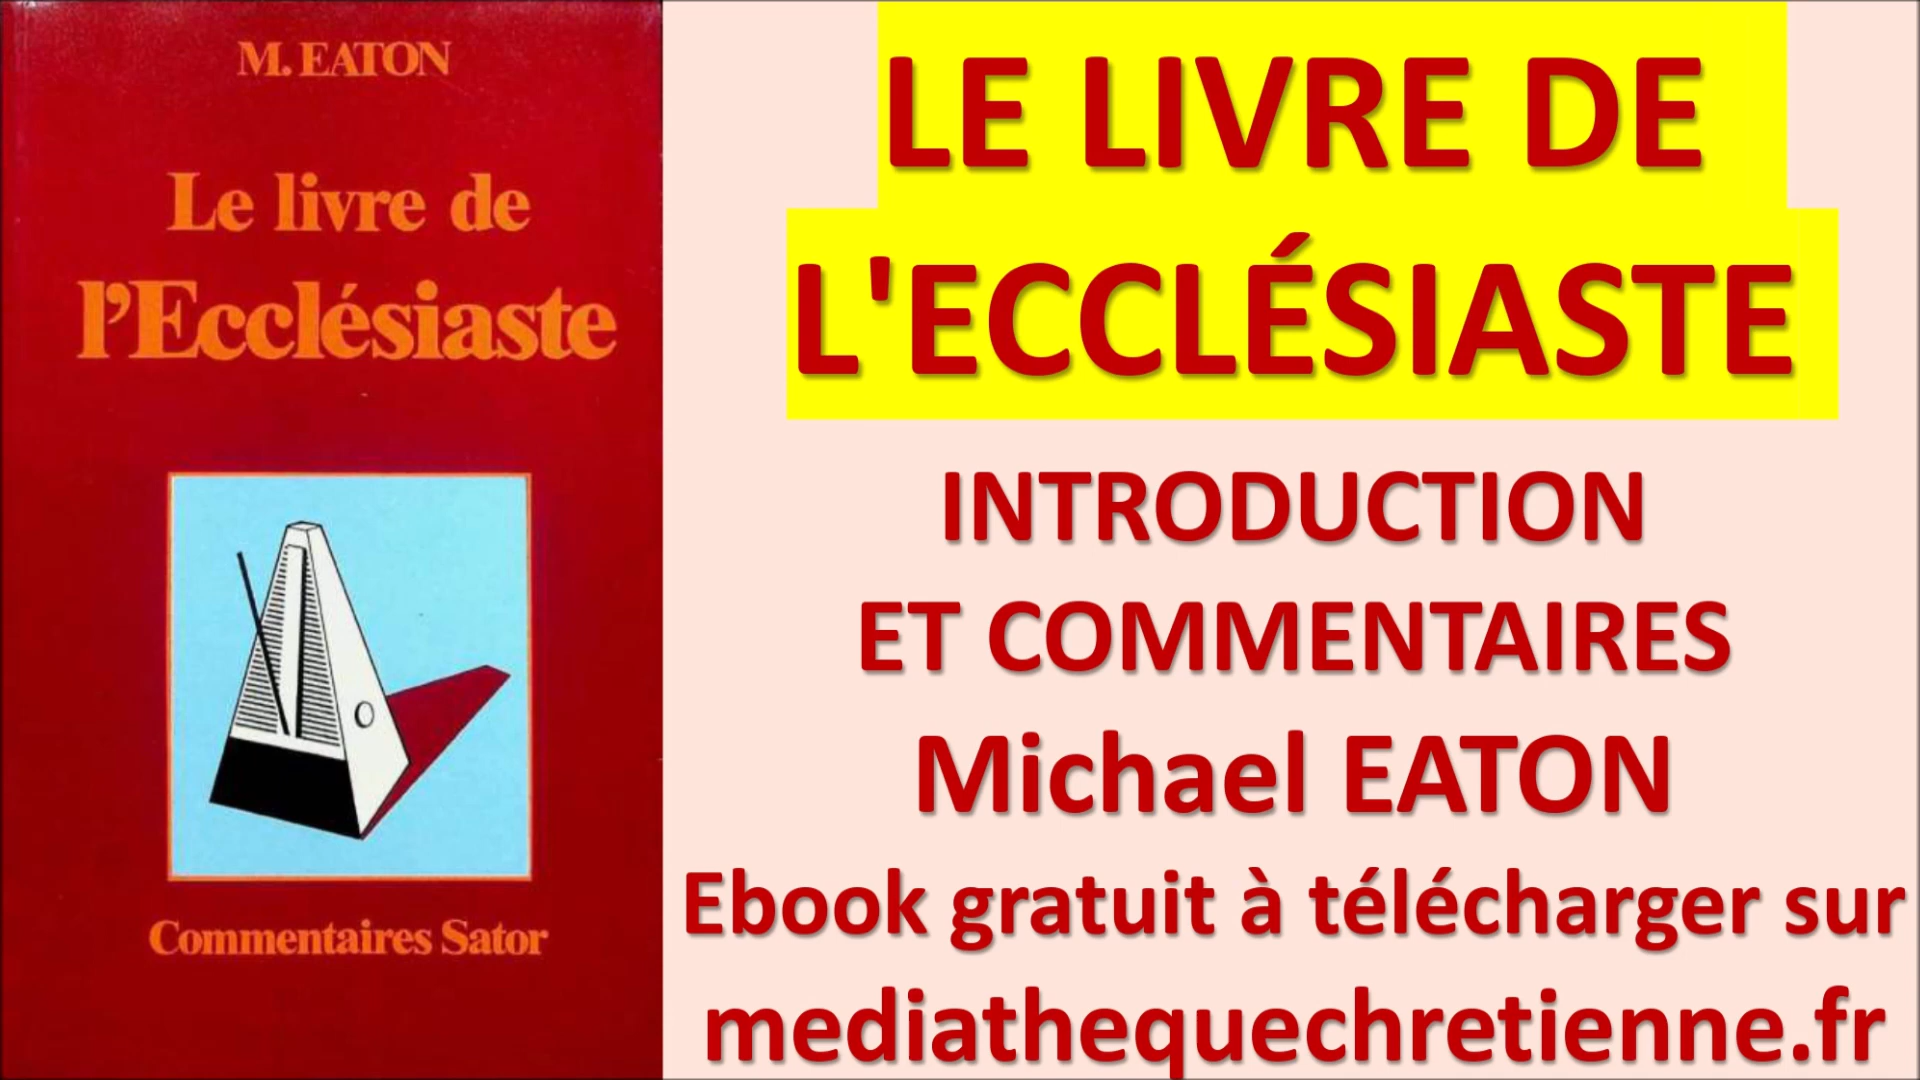 M. EATON
Le livre de
l'Ecclésiaste
Commentaires Sator
LE LIVRE DE
L'ECCLÉSIASTE
INTRODUCTION
ET COMMENTAIRES
Michael EATON
Ebook gratuit à télécharger sur
mediathequechretienne.fr